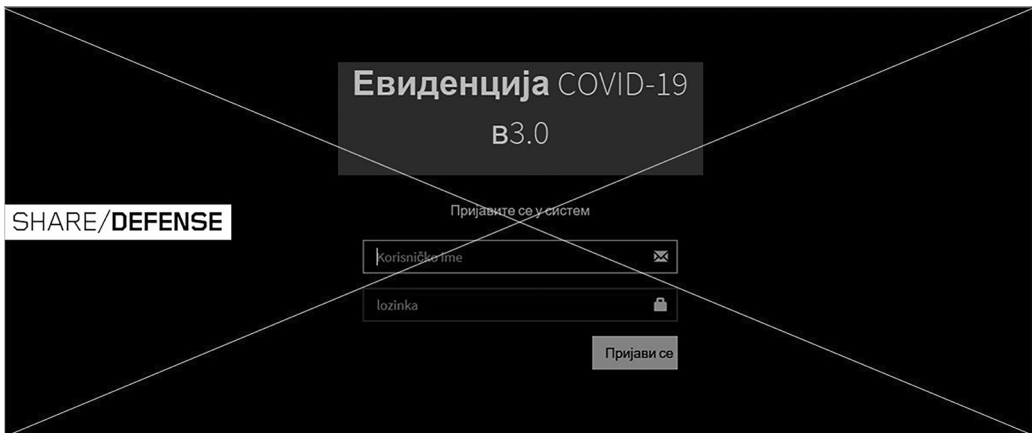 Евиденција COVID-19
в3.0
SHARE/DEFENSE
Пријавите се у систем
Korisničko ime
lozinka
Пријави се